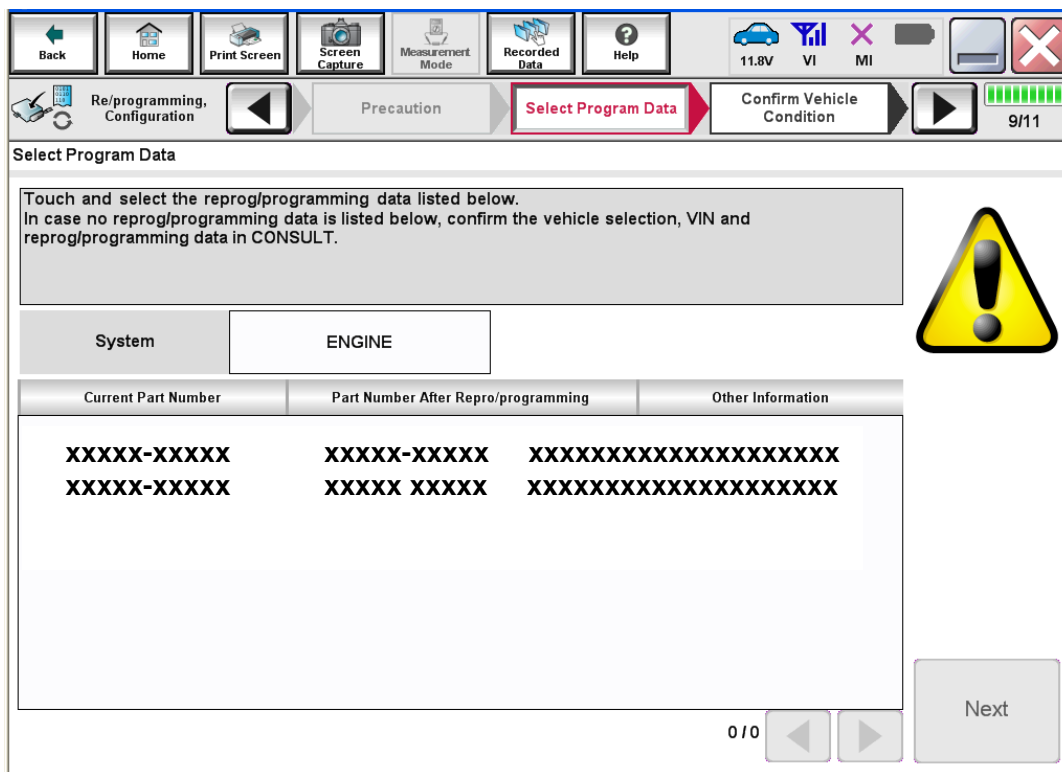 Back
Home
Print Screen
Screen
Capture
Measurement
Mode
Recorded
Data
Help
11.8V
VI
MI
Re/programming,
Configuration
Precaution
Select Program Data
Confirm Vehicle
Condition
9/11
Select Program Data
Touch and select the reprog/programming data listed below.
In case no reprog/programming data is listed below, confirm the vehicle selection, VIN and
reprog/programming data in CONSULT.
System
ENGINE
Current Part Number
Part Number After Repro/programming
Other Information
XXXXX-XXXXX XXXXX-XXXXX XXXXXXXXXXXXXXXXXXXX
XXXXX-XXXXX XXXXX XXXXX XXXXXXXXXXXXXXXXXXXX
Next
0/0